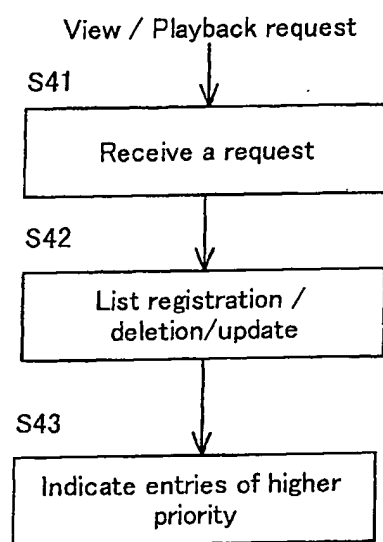 View / Playback request
S41
Receive a request
S42
List registration /
deletion/update
S43
Indicate entries of higher
priority